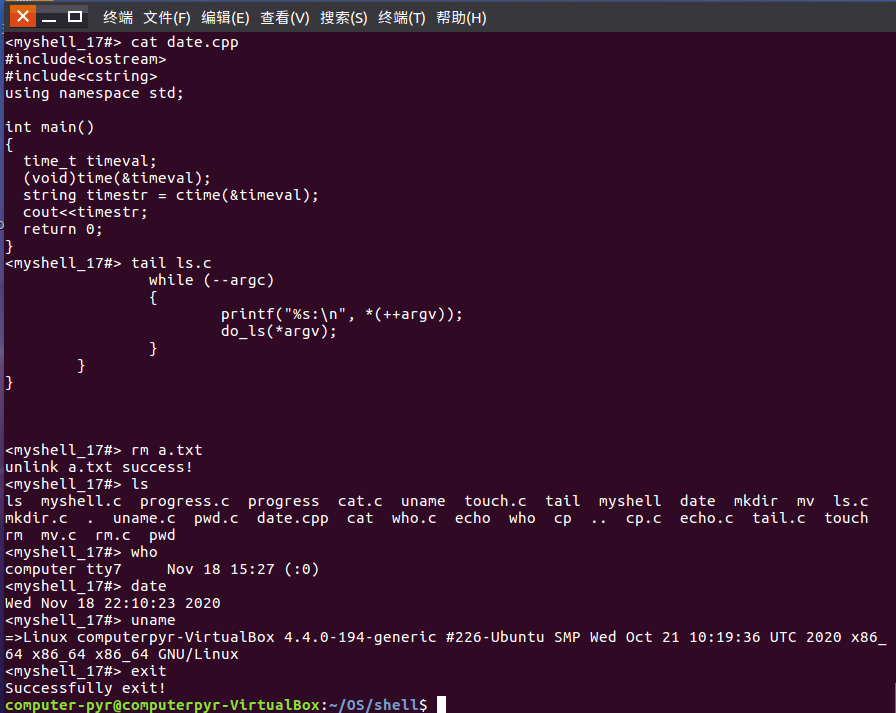 终端 文件(F) 编辑(E) 查看(V) 搜索(S) 终端(T) 帮助(H)
<myshell_17#> cat date.cpp
#include<iostream>
#include<cstring>
using namespace std;

int main()
{
  time_t timeval;
  (void)time(&timeval);
  string timestr = ctime(&timeval);
  cout<<timestr;
  return 0;
}
<myshell_17#> tail ls.c
                while (--argc)
                {
                        printf("%s:\n", *(++argv));
                        do_ls(*argv);
                }
        }
}

<myshell_17#> rm a.txt
unlink a.txt success!
<myshell_17#> ls
ls  myshell.c  progress.c  progress  cat.c  uname  touch.c  tail  myshell  date  mkdir  mv  ls.c
mkdir.c  .  uname.c  pwd.c  date.cpp  cat  who.c  echo  who  cp  ..  cp.c  echo.c  tail.c  touch
rm  mv.c  rm.c  pwd
<myshell_17#> who
computer tty7     Nov 18 15:27 (:0)
<myshell_17#> date
Wed Nov 18 22:10:23 2020
<myshell_17#> uname
=>Linux computerpyr-VirtualBox 4.4.0-194-generic #226-Ubuntu SMP Wed Oct 21 10:19:36 UTC 2020 x86_
64 x86_64 x86_64 GNU/Linux
<myshell_17#> exit
Successfully exit!
computer-pyr@computerpyr-VirtualBox:~/OS/shell$